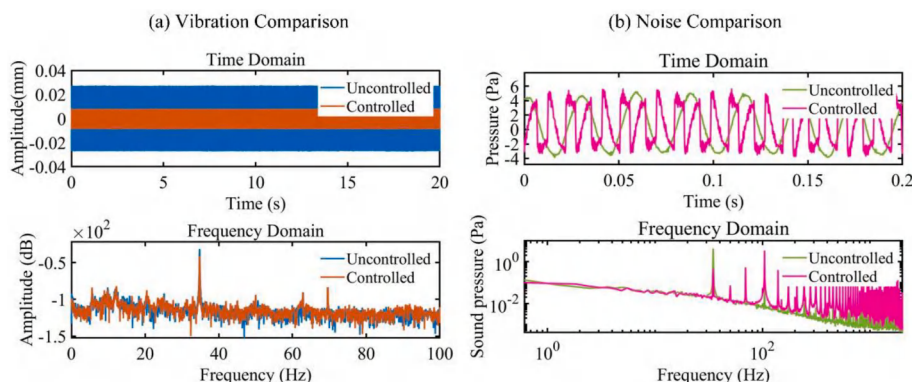 (a) Vibration Comparison
Time Domain
Amplitude(mm)
0.04
0.02
0
-0.02
-0.04
Uncontrolled
Controlled
0 5 10 15 20
Time (s)
×10²
Frequency Domain
Amplitude (dB)
-0.5
-1
-1.5
Uncontrolled
Controlled
0 20 40 60 80 100
Frequency (Hz)
(b) Noise Comparison
Time Domain
Pressure (Pa)
6
4
2
0
-2
-4
Uncontrolled
Controlled
0 0.05 0.1 0.15 0.2
Time (s)
Frequency Domain
Sound pressure (Pa)
10⁰
10⁻²
Uncontrolled
Controlled
10⁰ 10²
Frequency (Hz)